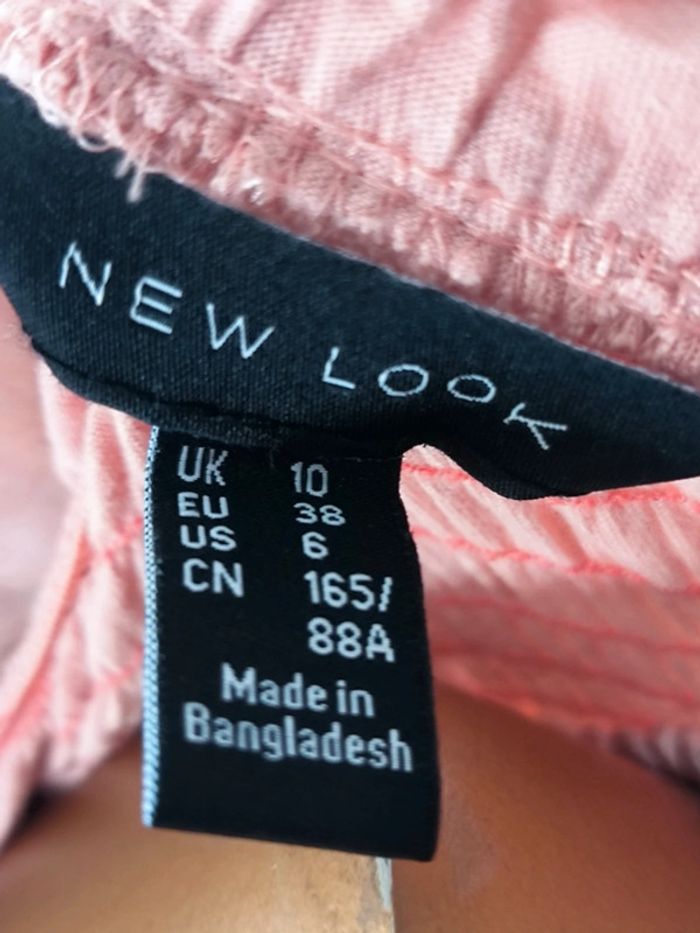 NEW LOOK
UK 10
EU 38
US 6
CN 165/
88A
Made in
Bangladesh